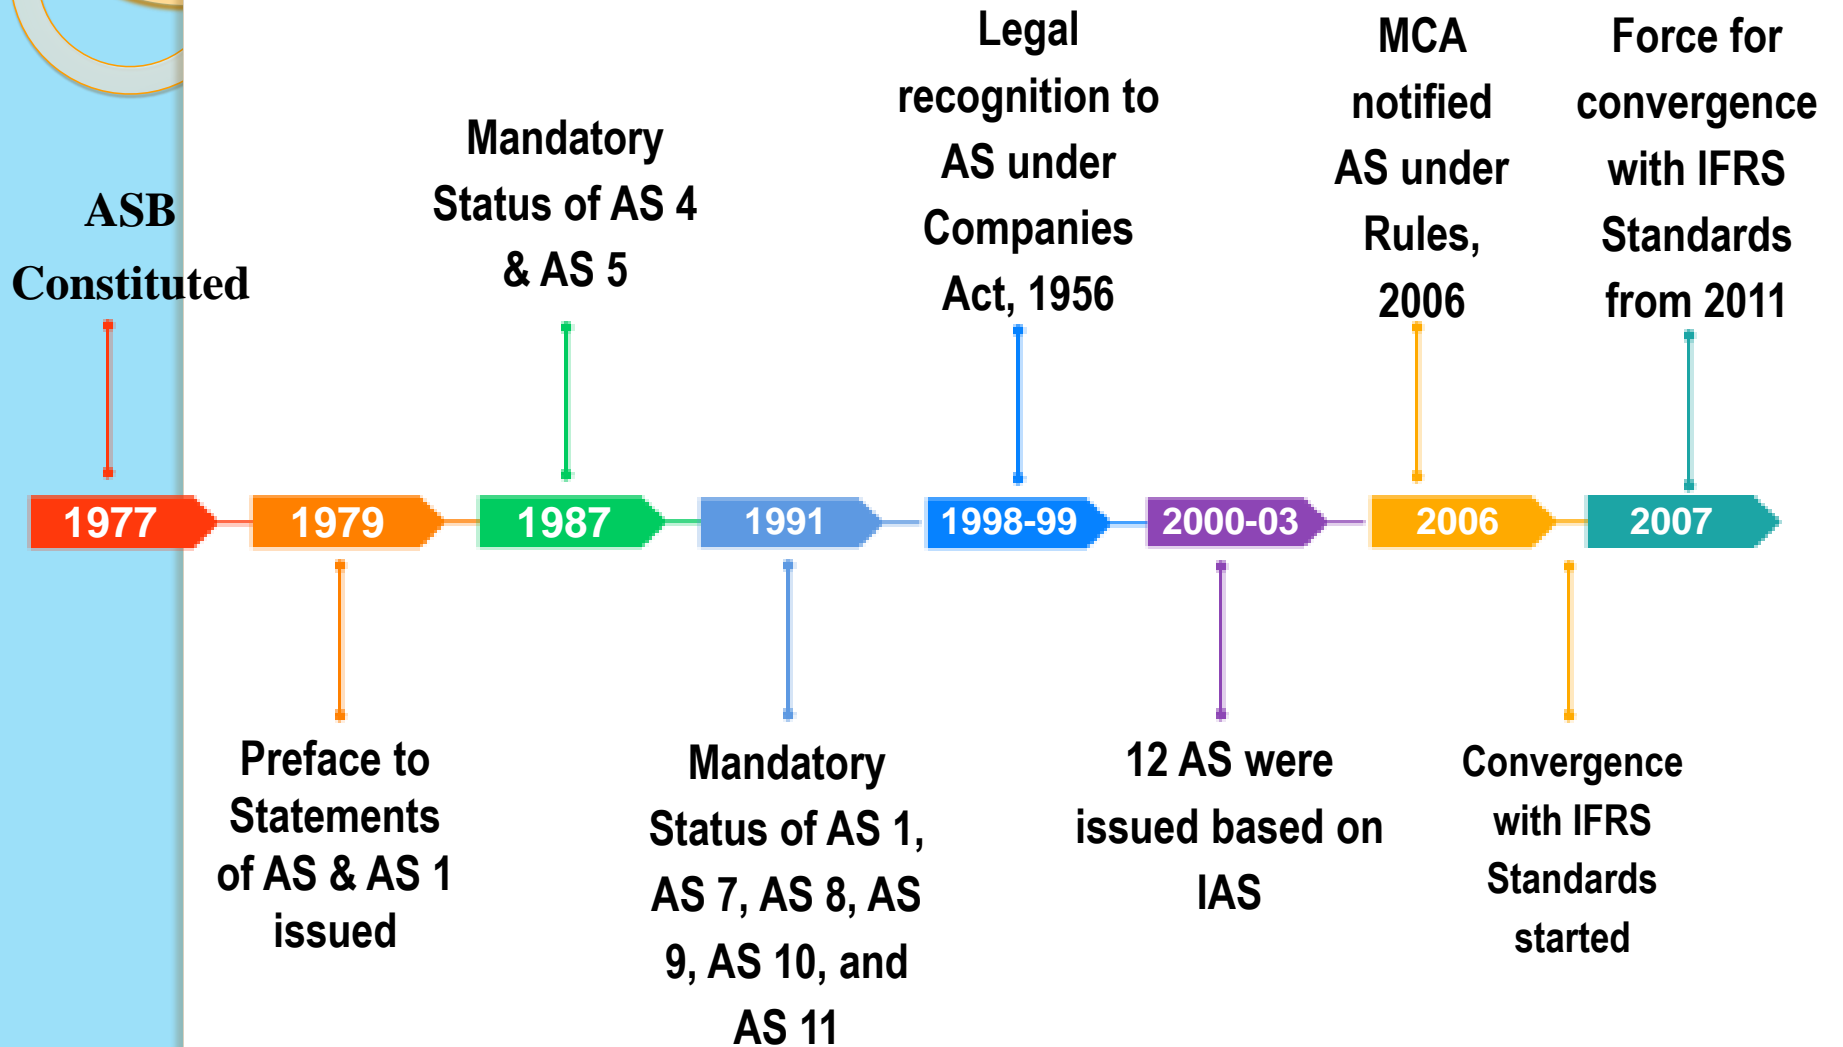 ASB
Constituted
Mandatory
Status of AS 4
& AS 5
Legal
recognition to
AS under
Companies
Act, 1956
MCA
notified
AS under
Rules,
2006
Force for
convergence
with IFRS
Standards
from 2011
1977
1979
1987
1991
1998-99
2000-03
2006
2007
Preface to
Statements
of AS & AS 1
issued
Mandatory
Status of AS 1,
AS 7, AS 8, AS
9, AS 10, and
AS 11
12 AS were
issued based on
IAS
Convergence
with IFRS
Standards
started